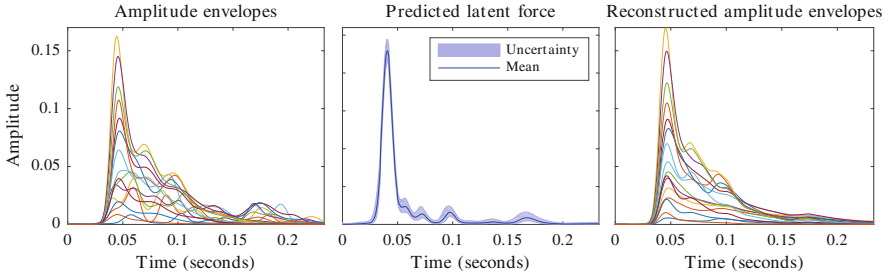 Amplitude envelopes
Predicted latent force
Reconstructed amplitude envelopes
Amplitude
0.15
0.1
0.05
0
Uncertainty
Mean
0 0.05 0.1 0.15 0.2
0 0.05 0.1 0.15 0.2
0 0.05 0.1 0.15 0.2
Time (seconds)
Time (seconds)
Time (seconds)